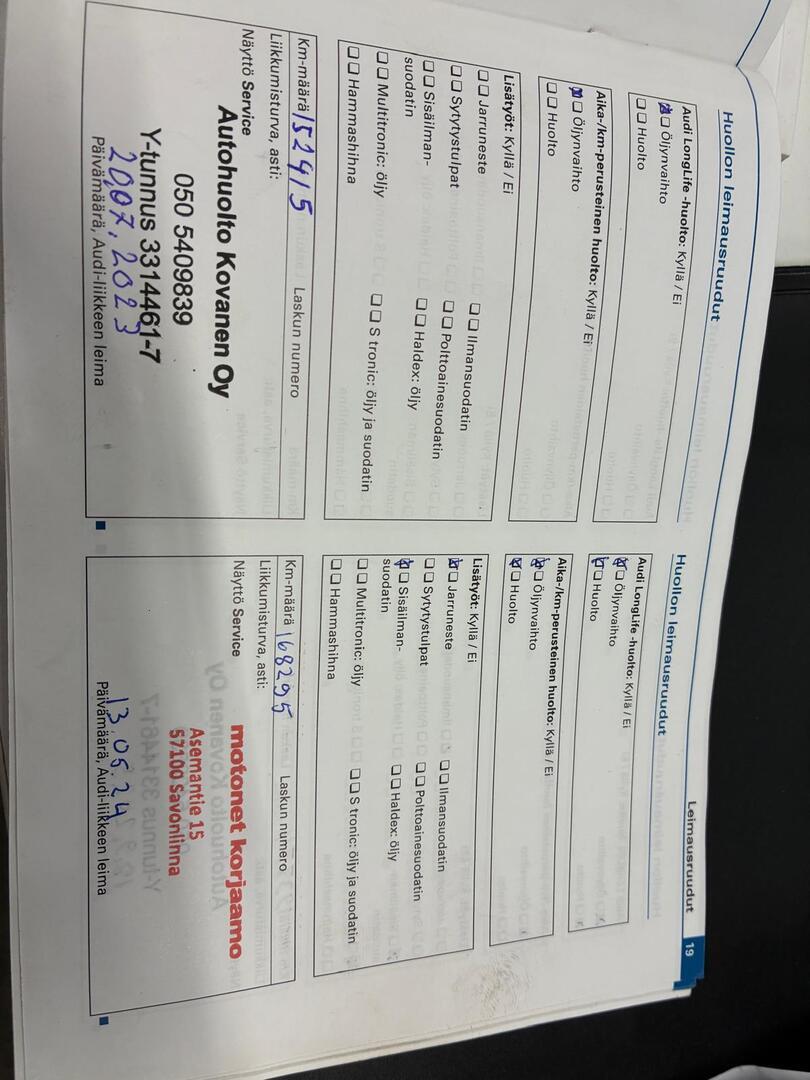 Leimausruudut 19
Huollon leimausruudut
Audi LongLife -huolto: Kyllä / Ei
☒ ☐ Öljynvaihto
☐ ☐ Huolto
Aika-/km-perusteinen huolto: Kyllä / Ei
☒ ☐ Öljynvaihto
☐ ☐ Huolto
Lisätyöt: Kyllä / Ei
☐ ☐ Jarruneste
☐ ☐ Sytytystulpat
☐ ☐ Sisäilman-
suodatin
☐ ☐ Multitronic: öljy
☐ ☐ Hammashihna
☐ ☐ Ilmansuodatin
☐ ☐ Polttoainesuodatin
☐ ☐ Haldex: öljy
☐ ☐ S tronic: öljy ja suodatin
Km-määrä 152415 Laskun numero
Liikkumisturva, asti:
Näyttö Service
Autohuolto Kovanen Oy
050 5409839
Y-tunnus 3314461-7
20,07,2023
Päivämäärä, Audi-liikkeen leima
Huollon leimausruudut
Audi LongLife -huolto: Kyllä / Ei
☒ ☐ Öljynvaihto
☒ ☐ Huolto
Aika-/km-perusteinen huolto: Kyllä / Ei
☒ ☐ Öljynvaihto
☒ ☐ Huolto
Lisätyöt: Kyllä / Ei
☒ ☐ Jarruneste
☐ ☐ Sytytystulpat
☒ ☐ Sisäilman-
suodatin
☐ ☐ Multitronic: öljy
☐ ☐ Hammashihna
☐ ☐ Ilmansuodatin
☐ ☐ Polttoainesuodatin
☐ ☐ Haldex: öljy
☐ ☐ S tronic: öljy ja suodatin
Km-määrä 168295 Laskun numero
Liikkumisturva, asti:
Näyttö Service
motonet korjaamo
Asemantie 15
57100 Savonlinna
13.05.24
Päivämäärä, Audi-liikkeen leima